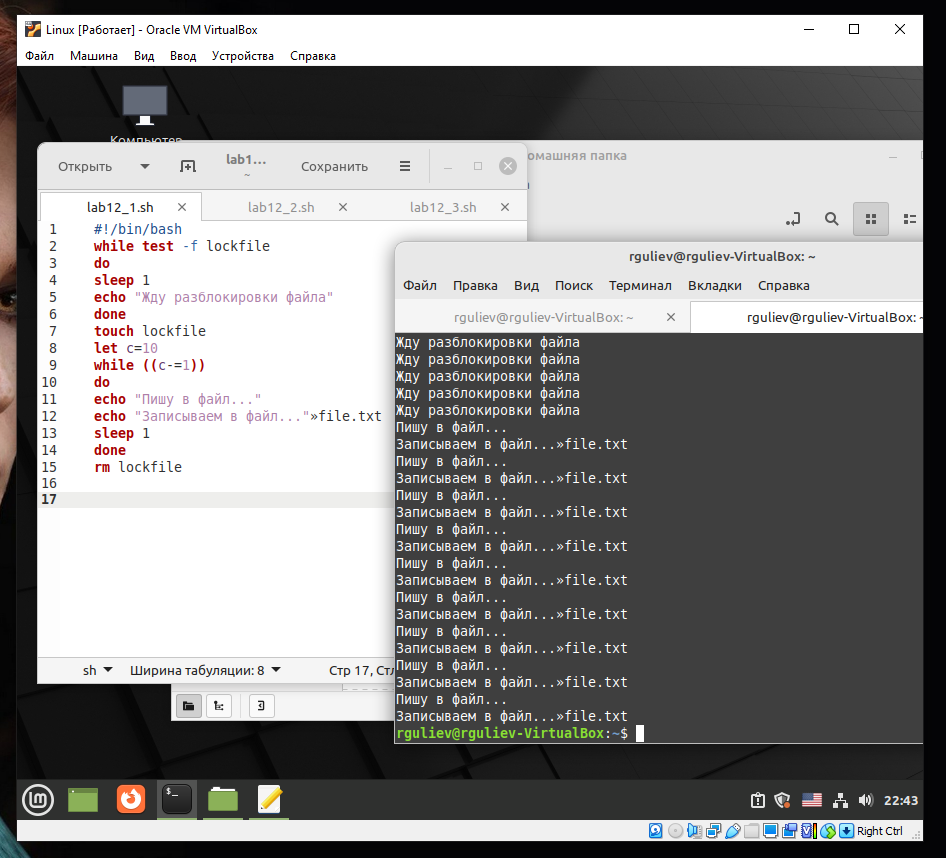 Linux [Работает] - Oracle VM VirtualBox
Файл Машина Вид Ввод Устройства Справка
Компьютер
Открыть lab1... Сохранить
~
омашняя папка
lab12_1.sh lab12_2.sh lab12_3.sh
1 #!/bin/bash
2 while test -f lockfile
3 do
4 sleep 1
5 echo "Жду разблокировки файла"
6 done
7 touch lockfile
8 let c=10
9 while ((c-=1))
10 do
11 echo "Пишу в файл..."
12 echo "Записываем в файл..."»file.txt
13 sleep 1
14 done
15 rm lockfile
16
17
sh Ширина табуляции: 8 Стр 17, Стл
rguliev@rguliev-VirtualBox: ~
Файл Правка Вид Поиск Терминал Вкладки Справка
rguliev@rguliev-VirtualBox: ~ rguliev@rguliev-VirtualBox: ~
Жду разблокировки файла
Жду разблокировки файла
Жду разблокировки файла
Жду разблокировки файла
Жду разблокировки файла
Пишу в файл...
Записываем в файл...»file.txt
Пишу в файл...
Записываем в файл...»file.txt
Пишу в файл...
Записываем в файл...»file.txt
Пишу в файл...
Записываем в файл...»file.txt
Пишу в файл...
Записываем в файл...»file.txt
Пишу в файл...
Записываем в файл...»file.txt
Пишу в файл...
Записываем в файл...»file.txt
Пишу в файл...
Записываем в файл...»file.txt
Пишу в файл...
Записываем в файл...»file.txt
rguliev@rguliev-VirtualBox:~$
22:43
Right Ctrl